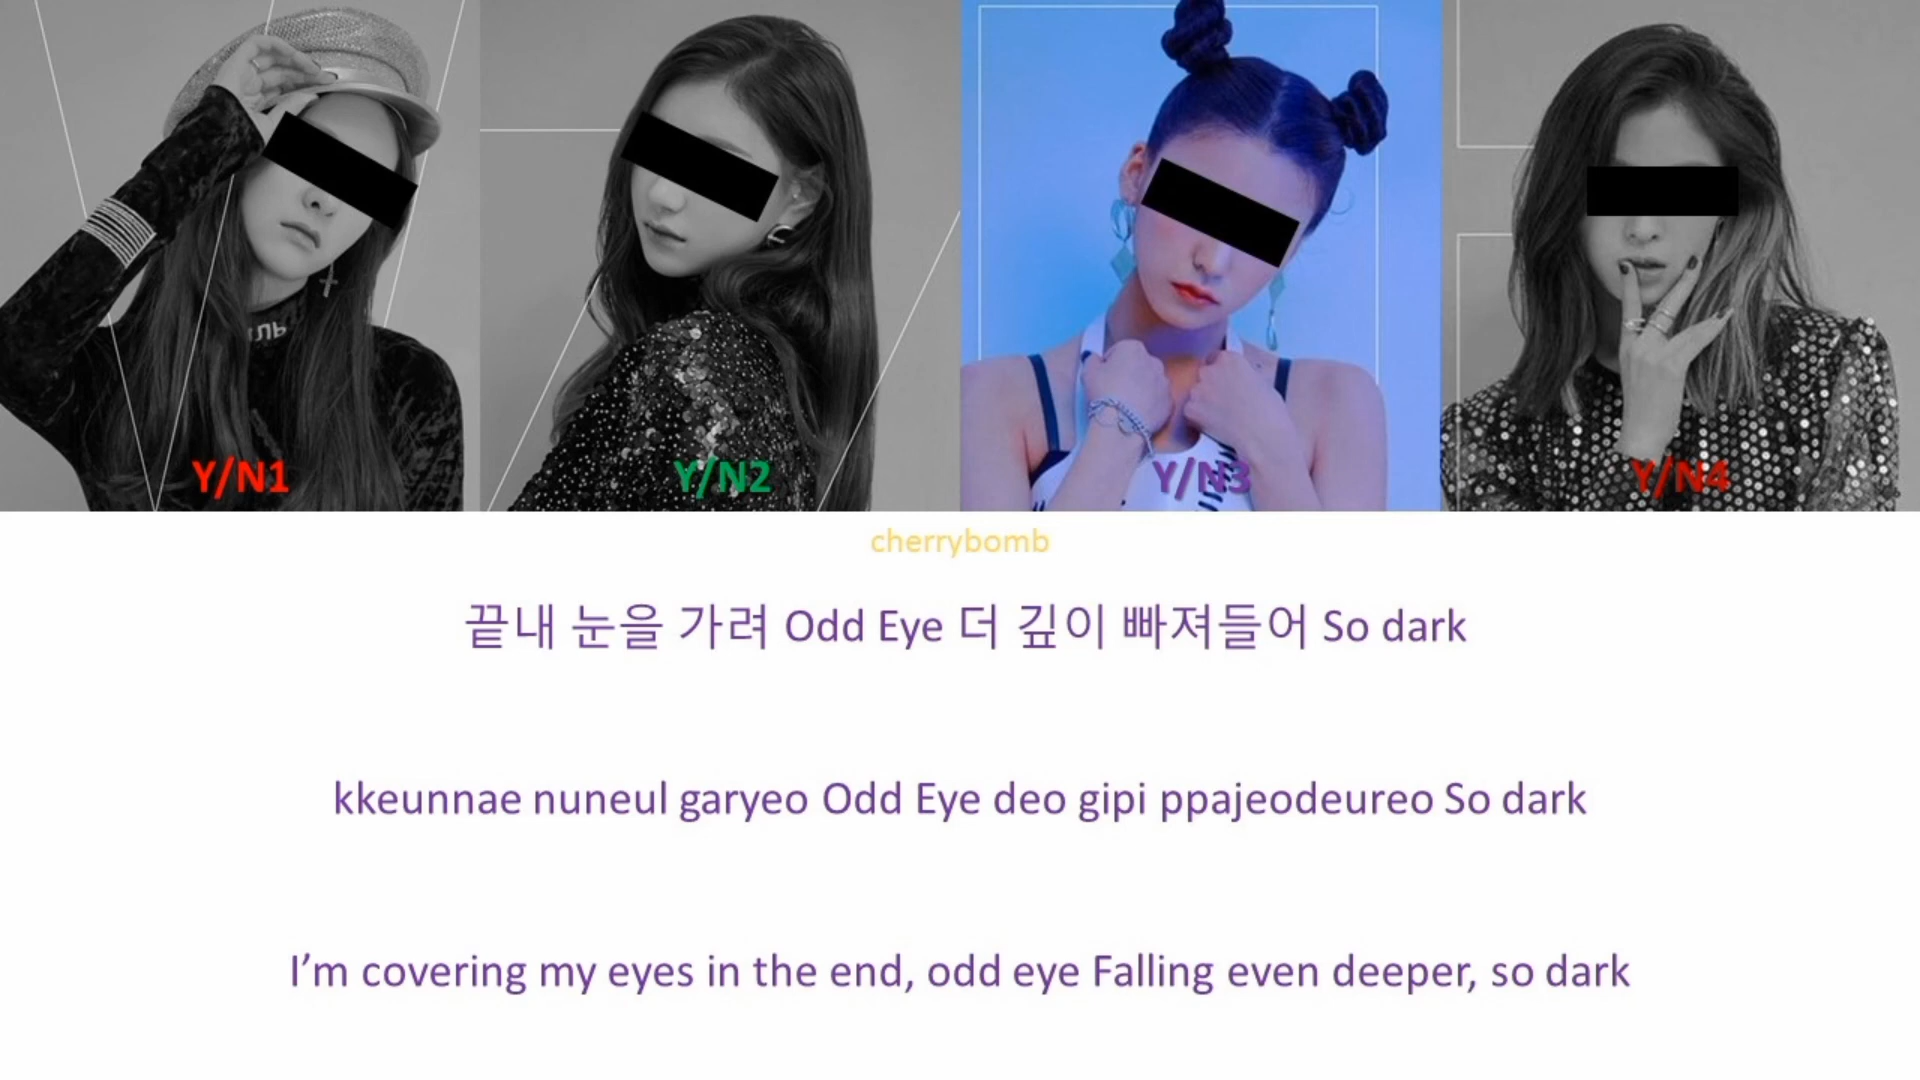 ПЬ
Y/N1
Y/N2
Y/N3
Y/N4
cherrybomb
끝내 눈을 가려 Odd Eye 더 깊이 빠져들어 So dark
kkeunnae nuneul garyeo Odd Eye deo gipi ppajeodeureo So dark
I’m covering my eyes in the end, odd eye Falling even deeper, so dark